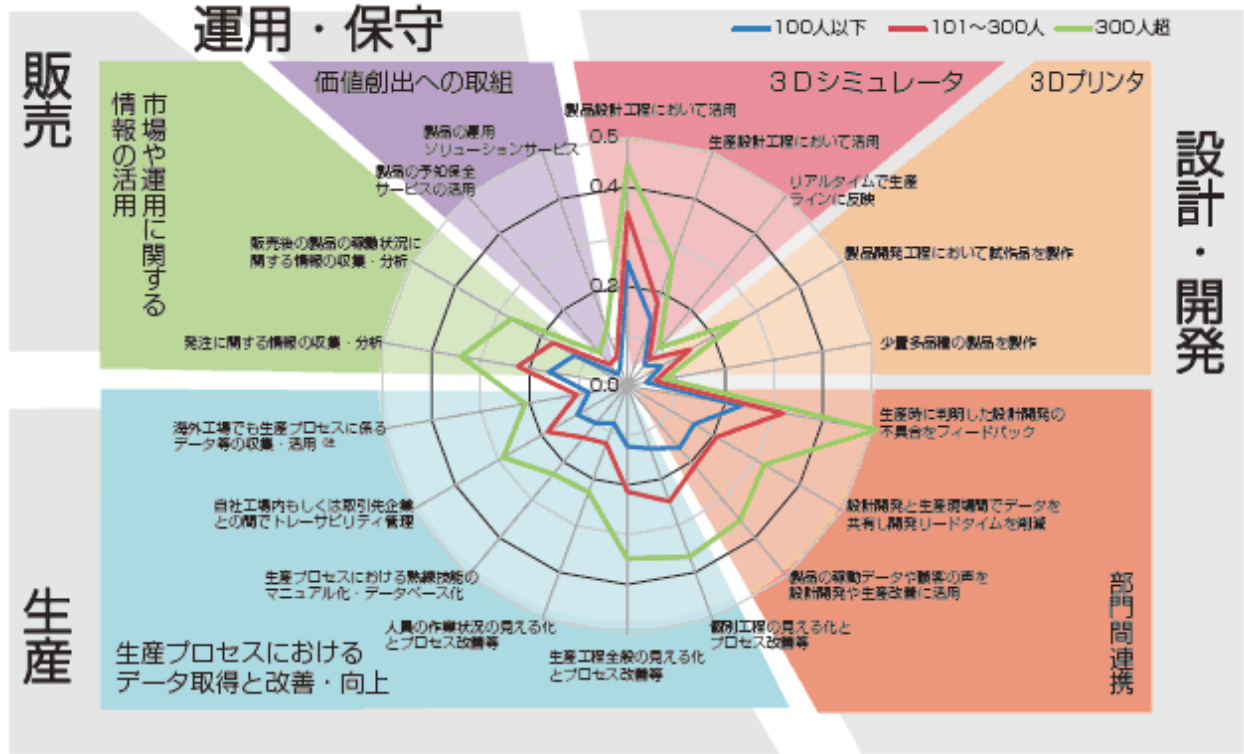 運用・保守
100人以下
101～300人
300人超
販売
市場や運用に関する
情報の活用
価値創出への取組
3Dシミュレータ
3Dプリンタ
設計・開発
製品設計工程において活用
生産設計工程において活用
リアルタイムで生産
ラインに反映
製品開発工程において試作品を製作
少量多品種の製品を製作
生産時に判明した設計開発の
不具合をフィードバック
設計開発と生産現場間でデータを
共有し開発リードタイムを削減
製品の稼動データや顧客の声を
設計開発や生産改善に活用
個別工程の見える化と
プロセス改善等
生産工程全般の見える化
とプロセス改善等
人員の作業状況の見える化
とプロセス改善等
生産プロセスにおける熟練技能の
マニュアル化・データベース化
自社工場内もしくは取引先企業
との間でトレーサビリティ管理
海外工場でも生産プロセスに係る
データ等の収集・活用
発注に関する情報の収集・分析
販売後の製品の稼動状況に
関する情報の収集・分析
製品の予知保全
サービスの活用
製品の運用
ソリューションサービス
0.5
0.4
0.2
0.0
生産
生産プロセスにおける
データ取得と改善・向上
部門間連携